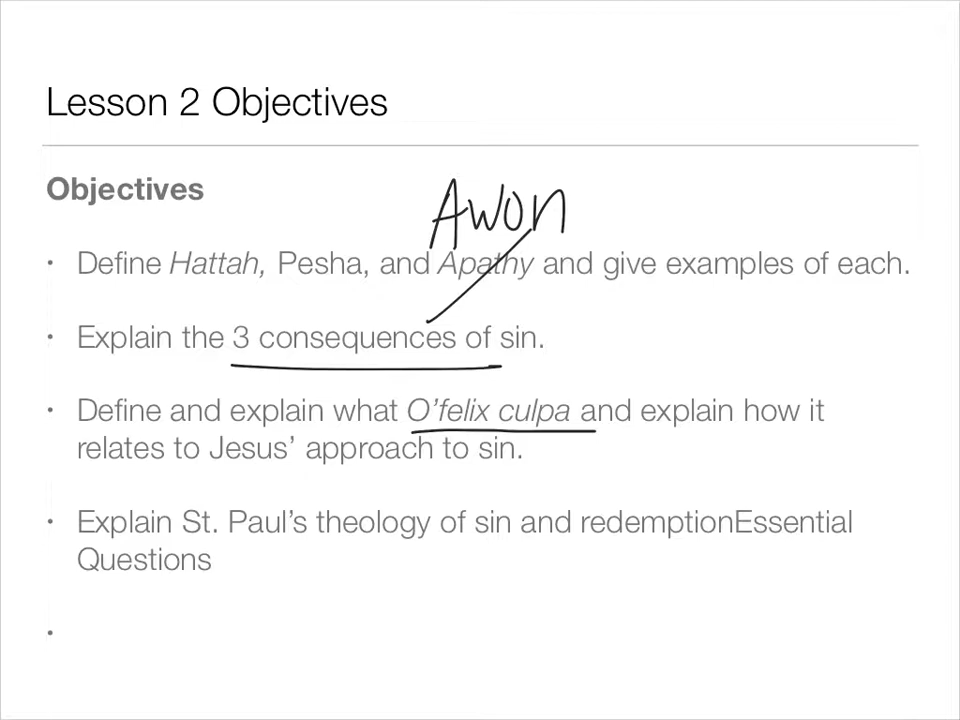 Lesson 2 Objectives
Objectives
Awon
• Define Hattah, Pesha, and Apathy and give examples of each.
• Explain the 3 consequences of sin.
• Define and explain what O’felix culpa and explain how it
relates to Jesus’ approach to sin.
• Explain St. Paul’s theology of sin and redemptionEssential
Questions
•